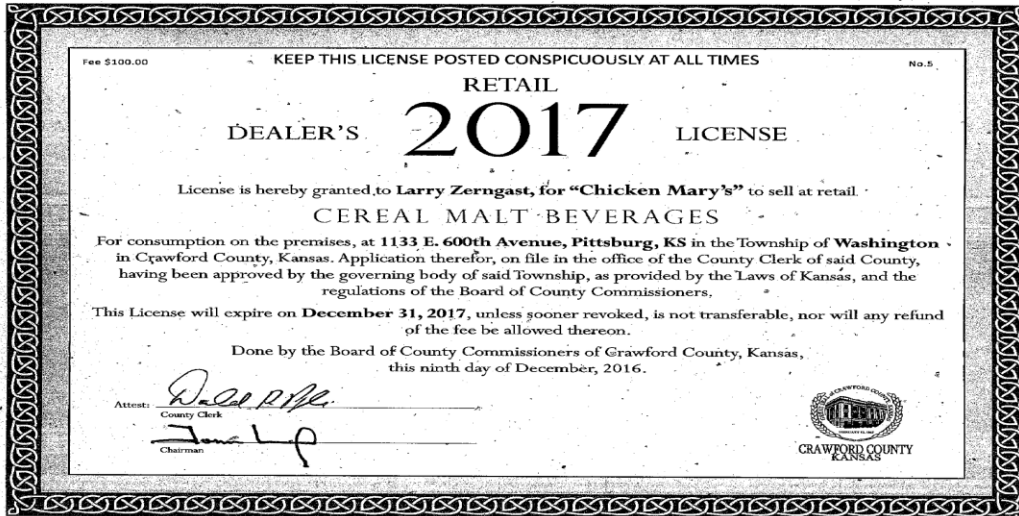 Fee $100.00 KEEP THIS LICENSE POSTED CONSPICUOUSLY AT ALL TIMES No.5
RETAIL
DEALER'S 2017 LICENSE
License is hereby granted to Larry Zerngast, for “Chicken Mary's” to sell at retail
CEREAL MALT BEVERAGES
For consumption on the premises, at 1133 E. 600th Avenue, Pittsburg, KS in the Township of Washington
in Crawford County, Kansas. Application therefor, on file in the office of the County Clerk of said County,
having been approved by the governing body of said Township, as provided by the Laws of Kansas, and the
regulations of the Board of County Commissioners.
This License will expire on December 31, 2017, unless sooner revoked, is not transferable, nor will any refund
of the fee be allowed thereon.
Done by the Board of County Commissioners of Crawford County, Kansas,
this ninth day of December, 2016.
Attest:
County Clerk
Chairman
CRAWFORD COUNTY
KANSAS